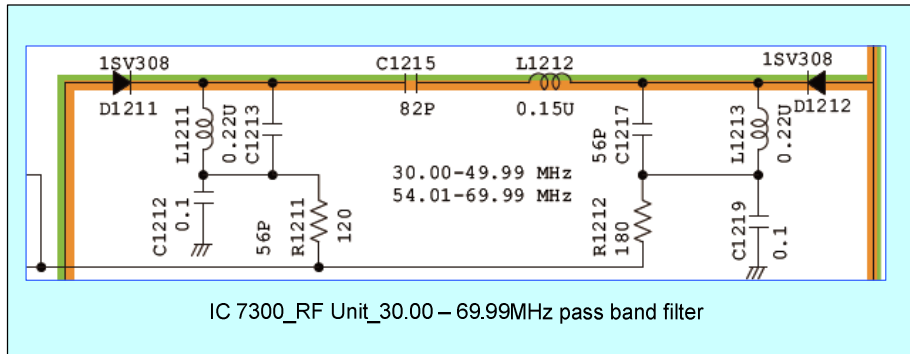 1SV308
D1211
C1215
82P
L1212
0.15U
1SV308
D1212
L1211
0.22U
C1213
56P
C1217
L1213
0.22U
30.00-49.99 MHz
54.01-69.99 MHz
C1212
0.1
56P
R1211
120
R1212
180
C1219
0.1
IC 7300_RF Unit_30.00 – 69.99MHz pass band filter